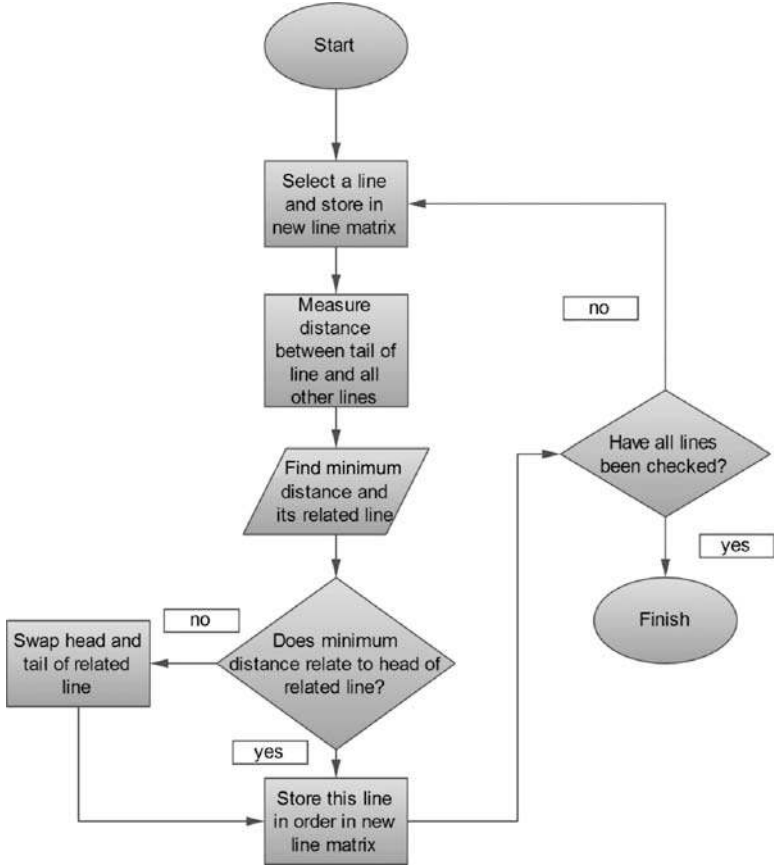 Start
Select a line
and store in
new line matrix
Measure
distance
between tail of
line and all
other lines
Find minimum
distance and
its related line
Does minimum
distance relate to head of
related line?
no
Swap head and
tail of related
line
yes
Store this line
in order in new
line matrix
Have all lines
been checked?
no
yes
Finish